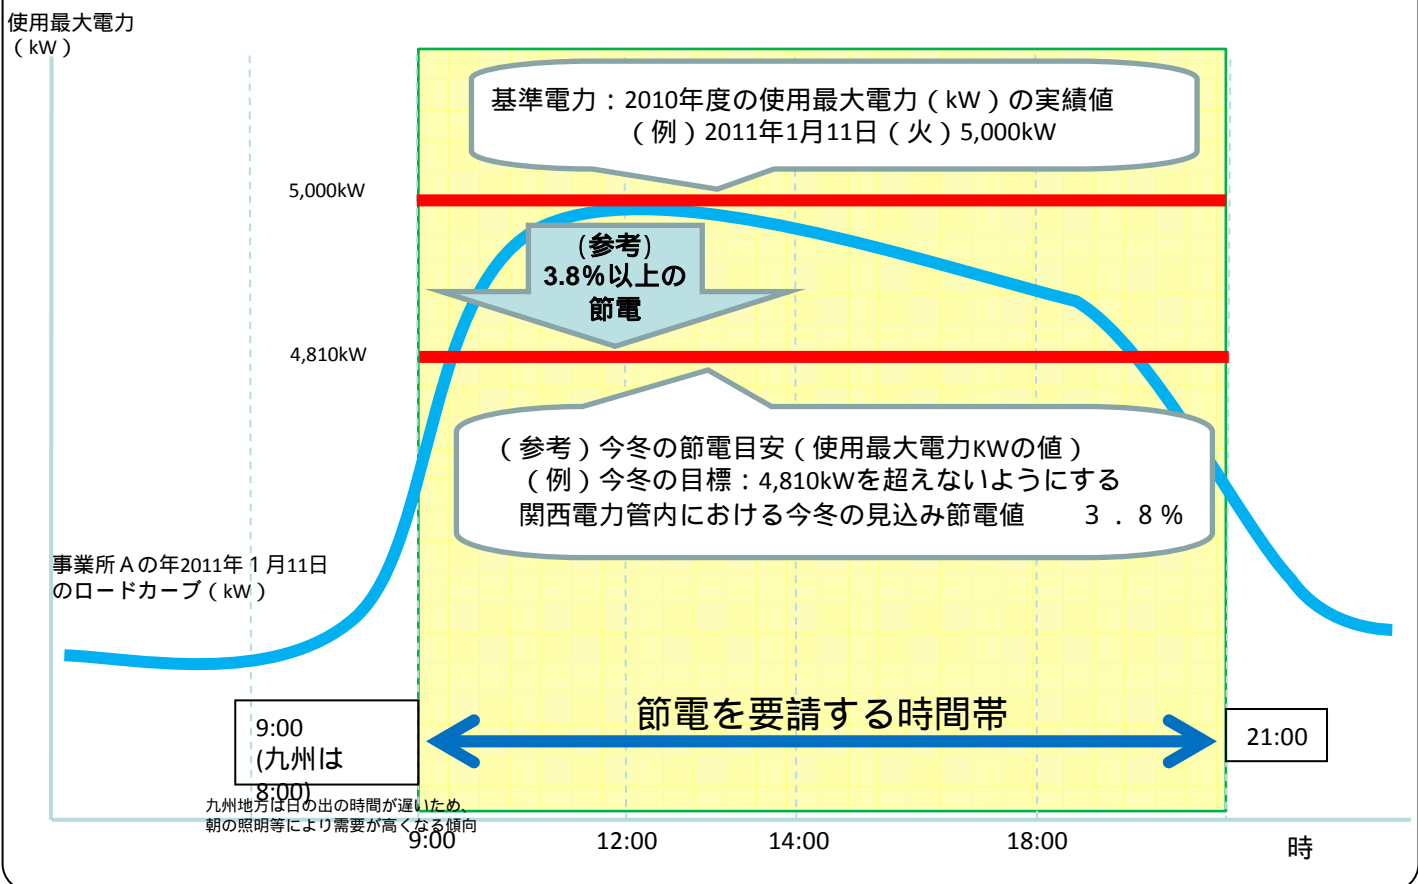 使用最大電力
（kW）
基準電力：2010年度の使用最大電力（kW）の実績値
（例）2011年1月11日（火）5,000kW
5,000kW
(参考)
3.8％以上の
節電
4,810kW
（参考）今冬の節電目安（使用最大電力KWの値）
（例）今冬の目標：4,810kWを超えないようにする
関西電力管内における今冬の見込み節電値　３．８％
事業所Ａの年2011年１月11日
のロードカーブ（kW）
節電を要請する時間帯
9:00
(九州は
8:00)
21:00
九州地方は日の出の時間が遅いため、
朝の照明等により需要が高くなる傾向
9:00 12:00 14:00 18:00 時